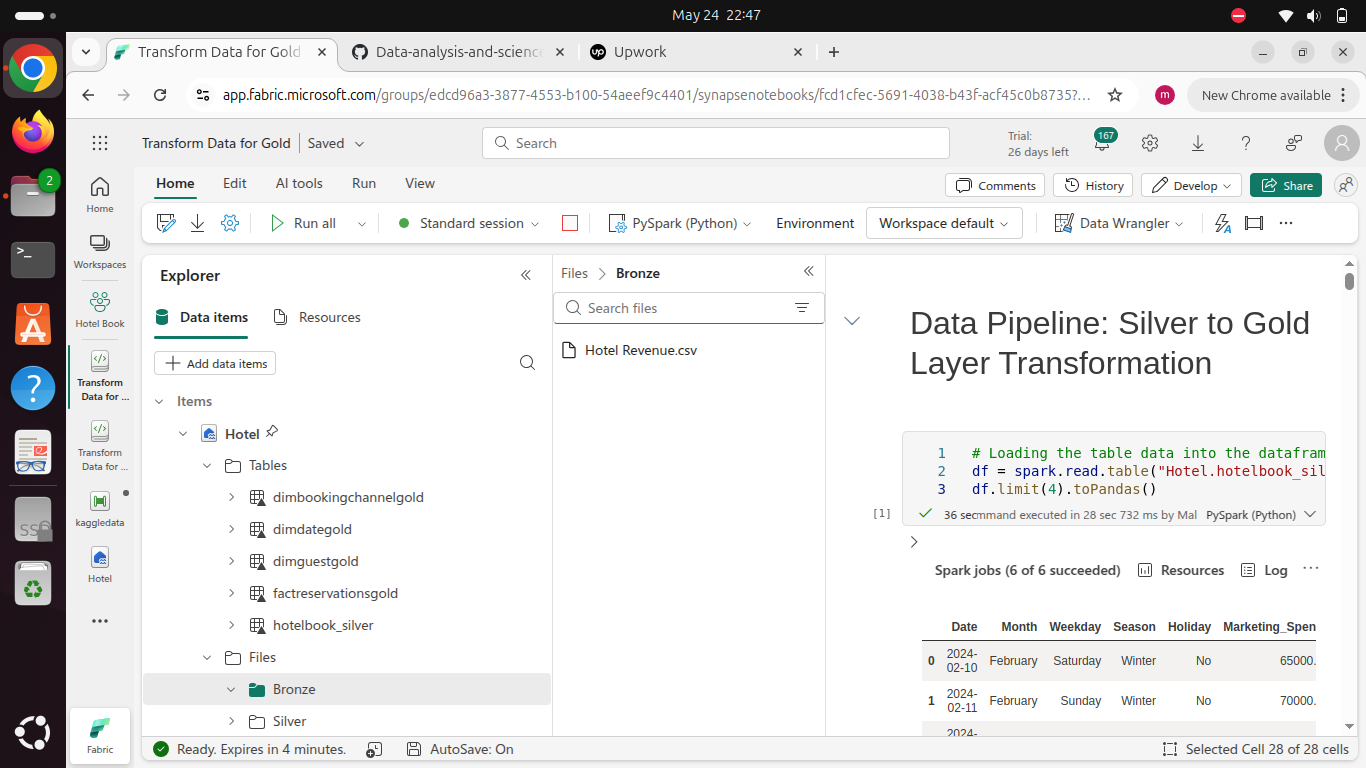 May 24 22:47
Transform Data for Gold
Data-analysis-and-science
Upwork
app.fabric.microsoft.com/groups/edcd96a3-3877-4553-b100-54aeef9c4401/synapsenotebooks/fcd1cfec-5691-4038-b43f-acf45c0b8735?...
m
New Chrome available
Transform Data for Gold
Saved
Search
Trial:
26 days left
167
Home
Edit
AI tools
Run
View
Comments
History
Develop
Share
Run all
Standard session
PySpark (Python)
Environment
Workspace default
Data Wrangler
2
Home
Workspaces
Hotel Book
Transform
Data for ...
Transform
Data for ...
kaggledata
Hotel
Fabric
SS
Explorer
Data items
Resources
Add data items
Items
Hotel
Tables
dimbookingchannelgold
dimdategold
dimguestgold
factreservationsgold
hotelbook_silver
Files
Bronze
Silver
Files
Bronze
Search files
Hotel Revenue.csv
Data Pipeline: Silver to Gold
Layer Transformation
1 # Loading the table data into the datafram
2 df = spark.read.table("Hotel.hotelbook_sil
3 df.limit(4).toPandas()
[1]
36 sec
mmand executed in 28 sec 732 ms by Mal
PySpark (Python)
Spark jobs (6 of 6 succeeded)
Resources
Log
Date Month Weekday Season Holiday Marketing_Spen
0 2024-02-10 February Saturday Winter No 65000.
1 2024-02-11 February Sunday Winter No 70000.
2024-
Ready. Expires in 4 minutes.
AutoSave: On
Selected Cell 28 of 28 cells